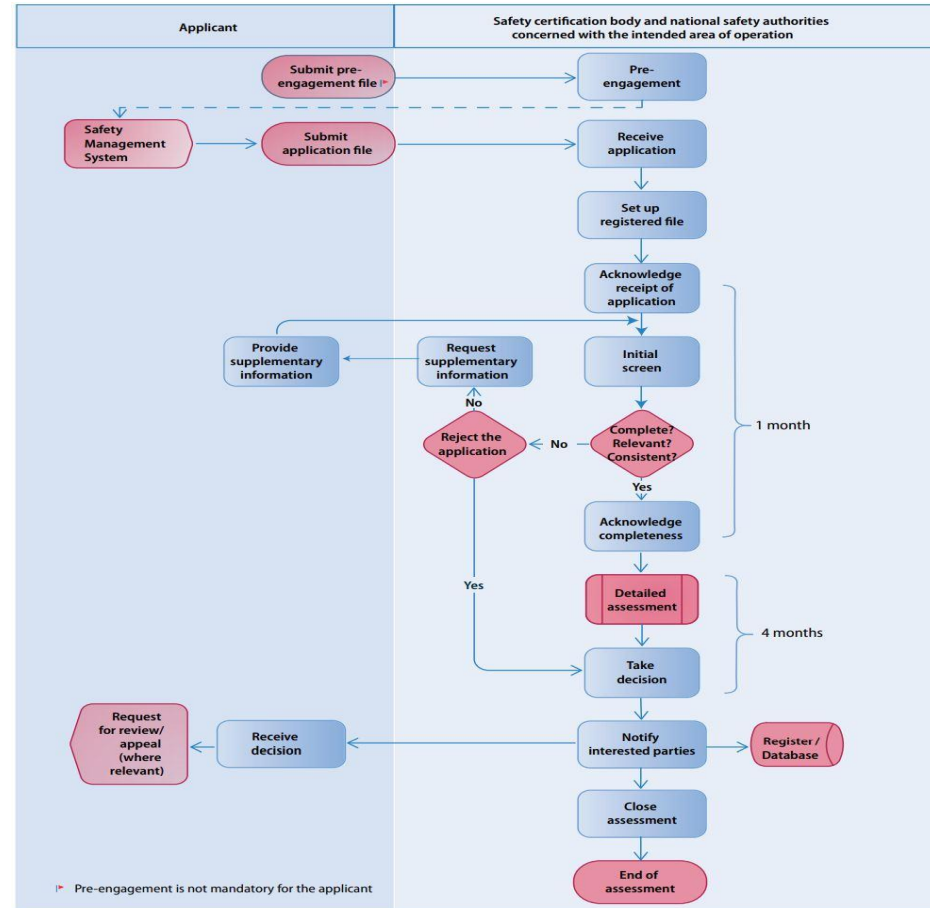 Applicant
Safety certification body and national safety authorities
concerned with the intended area of operation
Submit pre-
engagement file
Pre-
engagement
Safety
Management
System
Submit
application file
Receive
application
Set up
registered file
Acknowledge
receipt of
application
Provide
supplementary
information
Request
supplementary
information
Initial
screen
No
Reject the
application
No
Complete?
Relevant?
Consistent?
1 month
Yes
Acknowledge
completeness
Yes
Detailed
assessment
4 months
Take
decision
Request
for review/
appeal
(where
relevant)
Receive
decision
Notify
interested parties
Register /
Database
Close
assessment
End of
assessment
Pre-engagement is not mandatory for the applicant